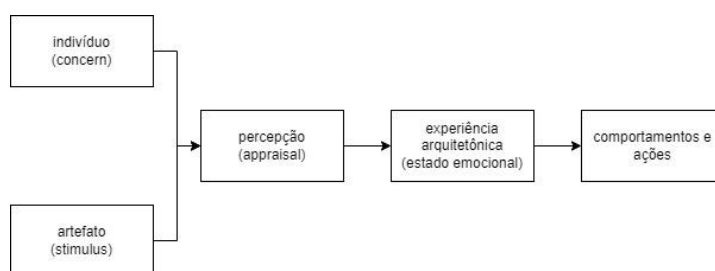 indivíduo
(concern)
percepção
(appraisal)
experiência
arquitetônica
(estado emocional)
comportamentos e
ações
artefato
(stimulus)